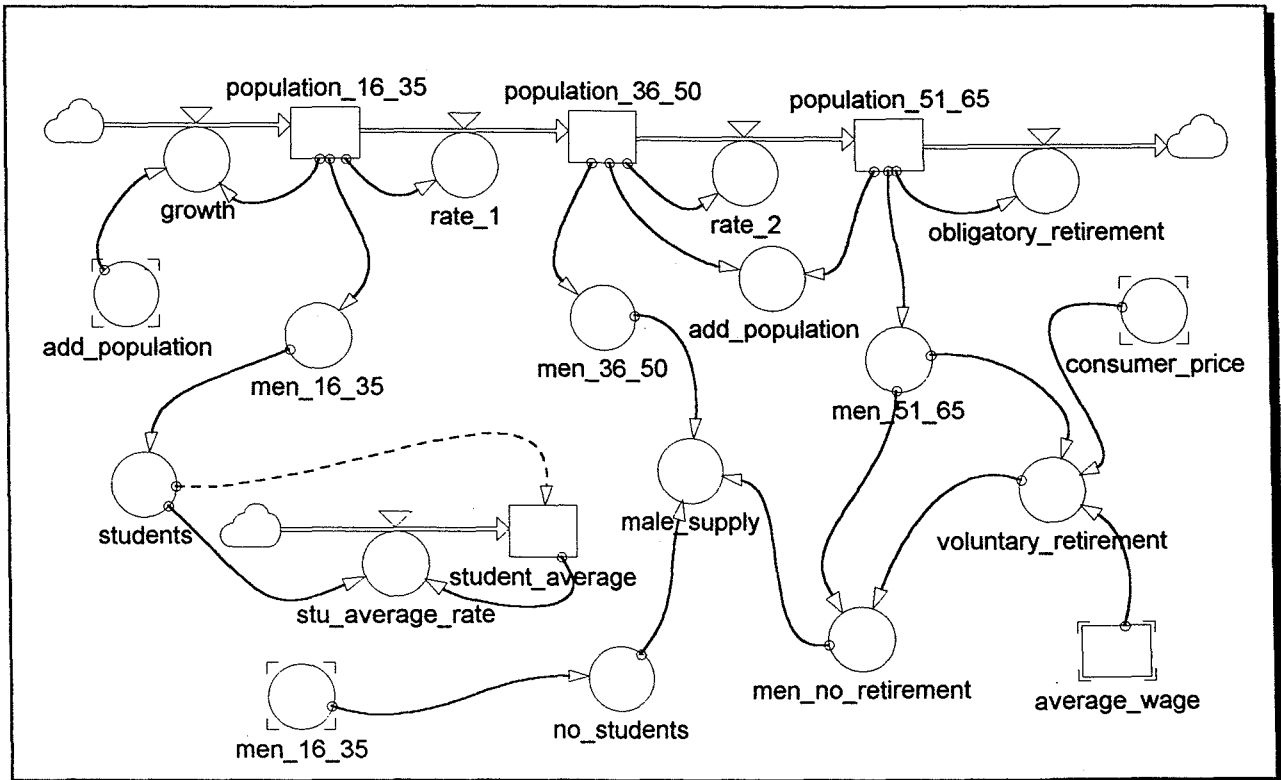 population_16_35
population_36_50
population_51_65
growth
rate_1
rate_2
obligatory_retirement
add_population
men_16_35
men_36_50
add_population
men_51_65
consumer_price
students
student_average
stu_average_rate
male_supply
voluntary_retirement
men_16_35
no_students
men_no_retirement
average_wage